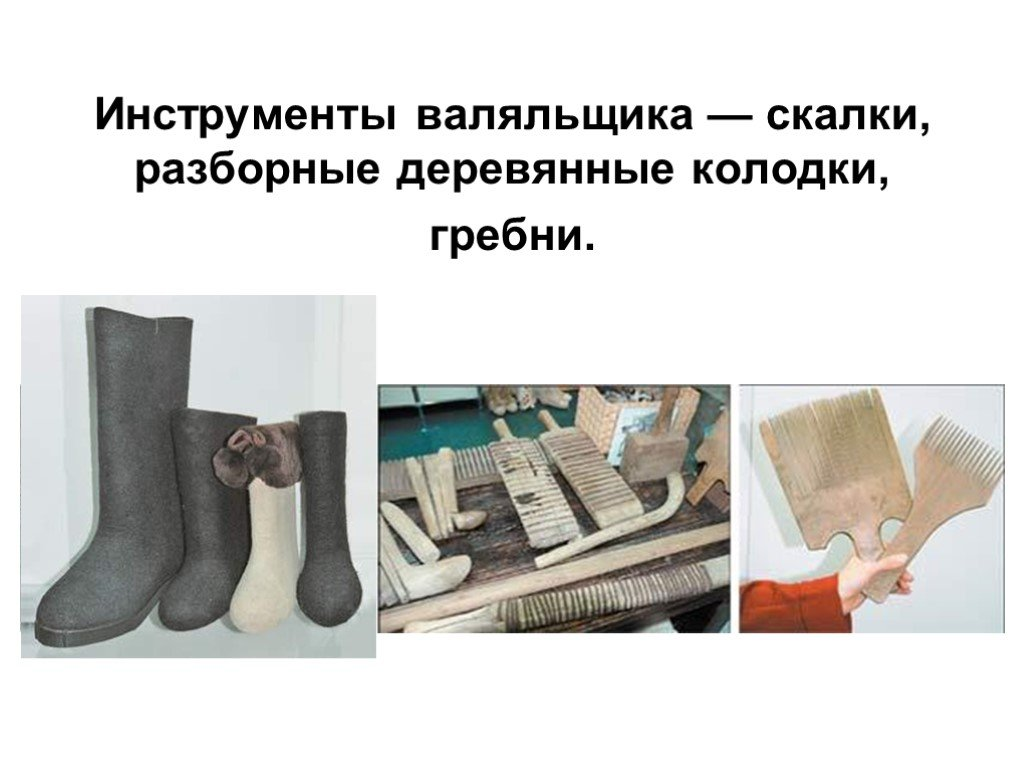 Инструменты валяльщика — скалки,
разборные деревянные колодки,
гребни.